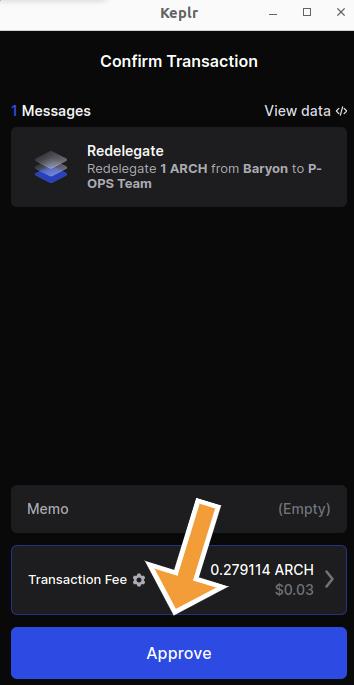 Keplr
Confirm Transaction
1 Messages
View data </>
Redelegate
Redelegate 1 ARCH from Baryon to P-
OPS Team
Memo
(Empty)
Transaction Fee
0.279114 ARCH
$0.03
Approve